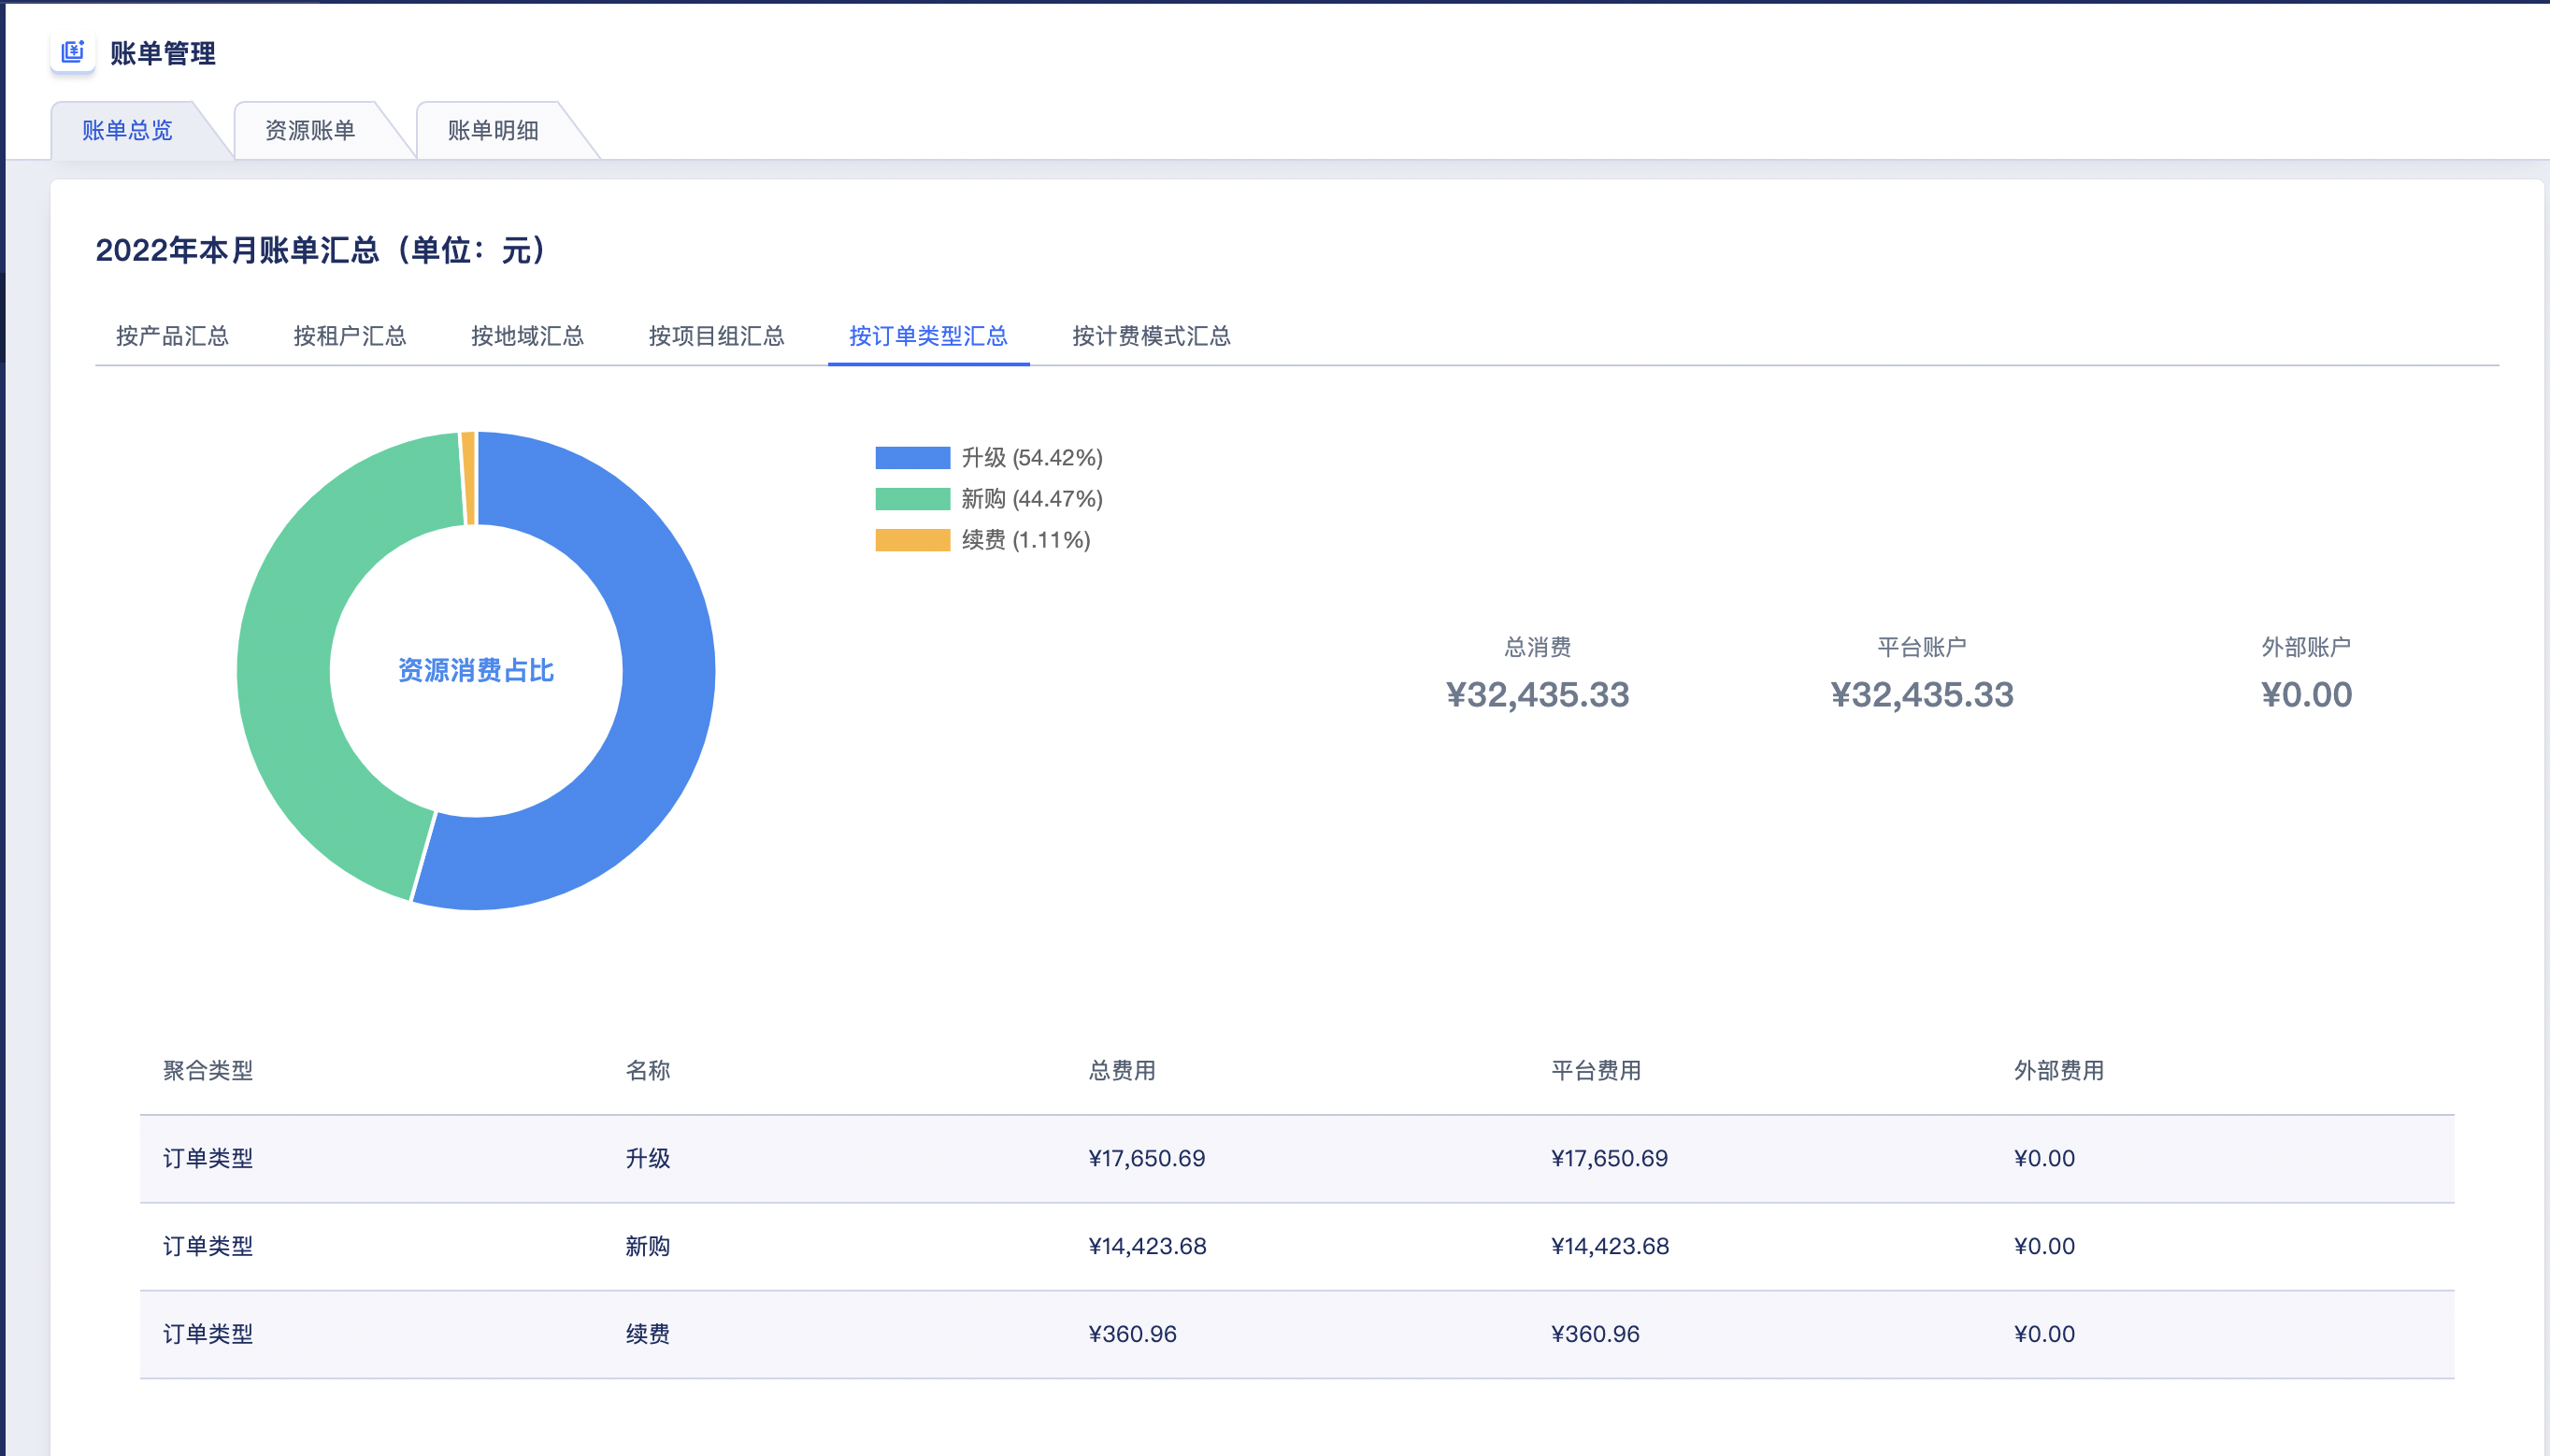 账单管理
账单总览 资源账单 账单明细
2022年本月账单汇总（单位：元）
按产品汇总 按租户汇总 按地域汇总 按项目组汇总 按订单类型汇总 按计费模式汇总
升级 (54.42%)
新购 (44.47%)
续费 (1.11%)
资源消费占比
总消费 平台账户 外部账户
¥32,435.33 ¥32,435.33 ¥0.00
聚合类型 名称 总费用 平台费用 外部费用
订单类型 升级 ¥17,650.69 ¥17,650.69 ¥0.00
订单类型 新购 ¥14,423.68 ¥14,423.68 ¥0.00
订单类型 续费 ¥360.96 ¥360.96 ¥0.00